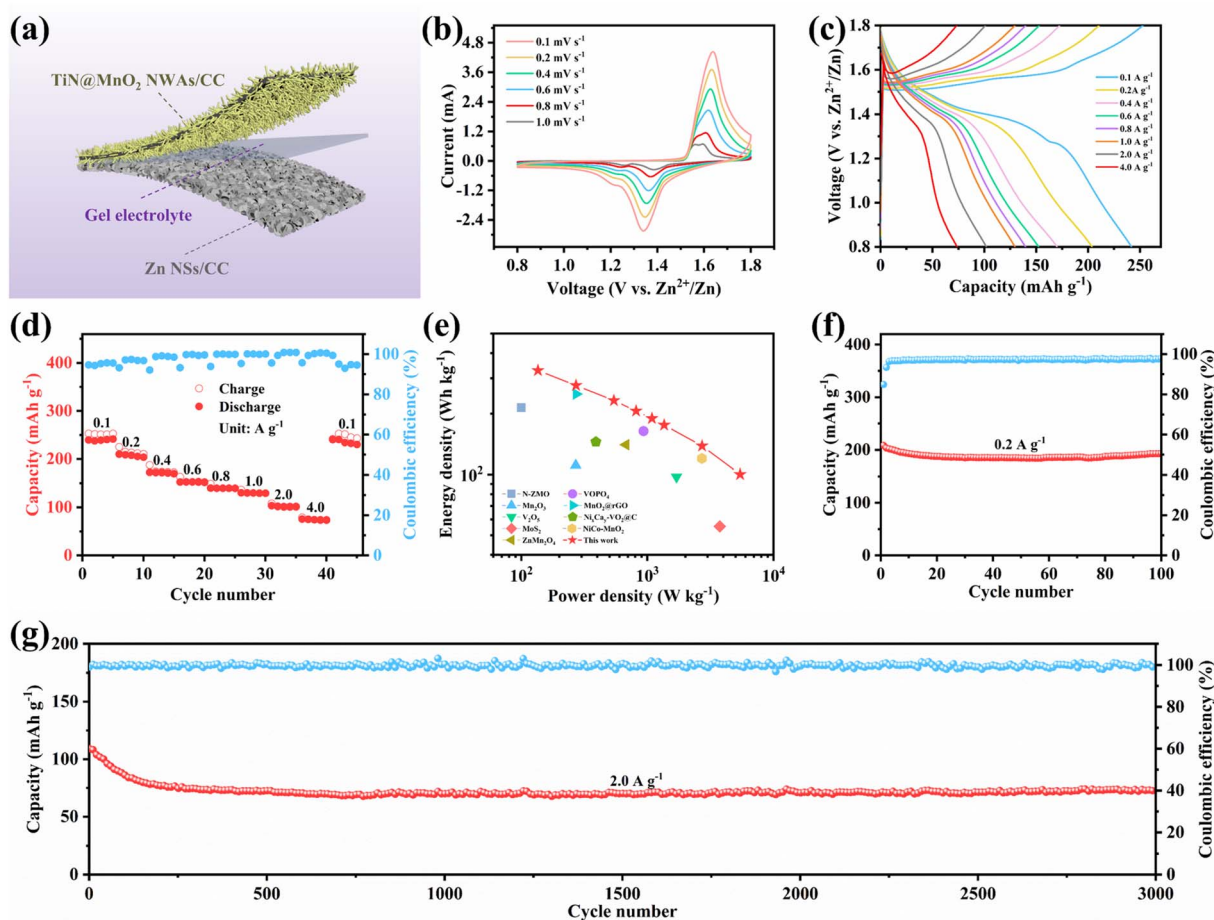 (a)
TiN@MnO₂ NWAs/CC
Gel electrolyte
Zn NSs/CC
(b)
Current (mA)
4.8
3.6
2.4
1.2
0.0
-1.2
-2.4
0.1 mV s⁻¹
0.2 mV s⁻¹
0.4 mV s⁻¹
0.6 mV s⁻¹
0.8 mV s⁻¹
1.0 mV s⁻¹
0.8 1.0 1.2 1.4 1.6 1.8
Voltage (V vs. Zn²⁺/Zn)
(c)
Voltage (V vs. Zn²⁺/Zn)
1.8
1.6
1.4
1.2
1.0
0.8
0.1 A g⁻¹
0.2A g⁻¹
0.4 A g⁻¹
0.6 A g⁻¹
0.8 A g⁻¹
1.0 A g⁻¹
2.0 A g⁻¹
4.0 A g⁻¹
0 50 100 150 200 250
Capacity (mAh g⁻¹)
(d)
Capacity (mAh g⁻¹)
400
350
300
250
200
150
100
50
0
Charge
Discharge
Unit: A g⁻¹
0.1
0.2
0.4
0.6
0.8
1.0
2.0
4.0
0.1
100
80
60
40
20
0
Coulombic efficiency (%)
0 10 20 30 40
Cycle number
(e)
Energy density (Wh kg⁻¹)
10²
N-ZMO
Mn₂O₃
V₂O₅
MoS₂
ZnMn₂O₄
VOPO₄
MnO₂@rGO
NiCo-MnO₂
This work
10² 10³ 10⁴
Power density (W kg⁻¹)
(f)
Capacity (mAh g⁻¹)
400
300
200
100
0
0.2 A g⁻¹
100
80
60
40
20
0
Coulombic efficiency (%)
0 20 40 60 80 100
Cycle number
(g)
Capacity (mAh g⁻¹)
200
175
150
125
100
75
50
25
0
2.0 A g⁻¹
100
80
60
40
20
0
Coulombic efficiency (%)
0 500 1000 1500 2000 2500 3000
Cycle number